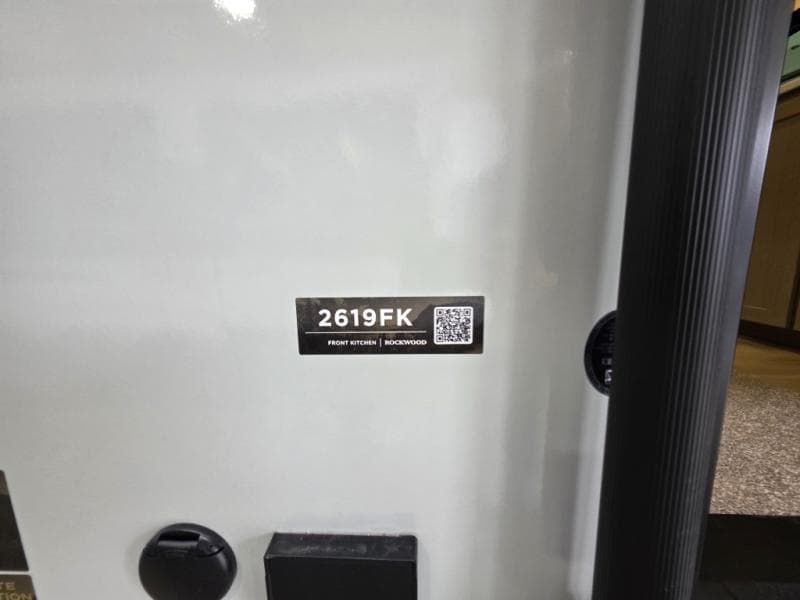 2619FK
FRONT KITCHEN | ROCKWOOD